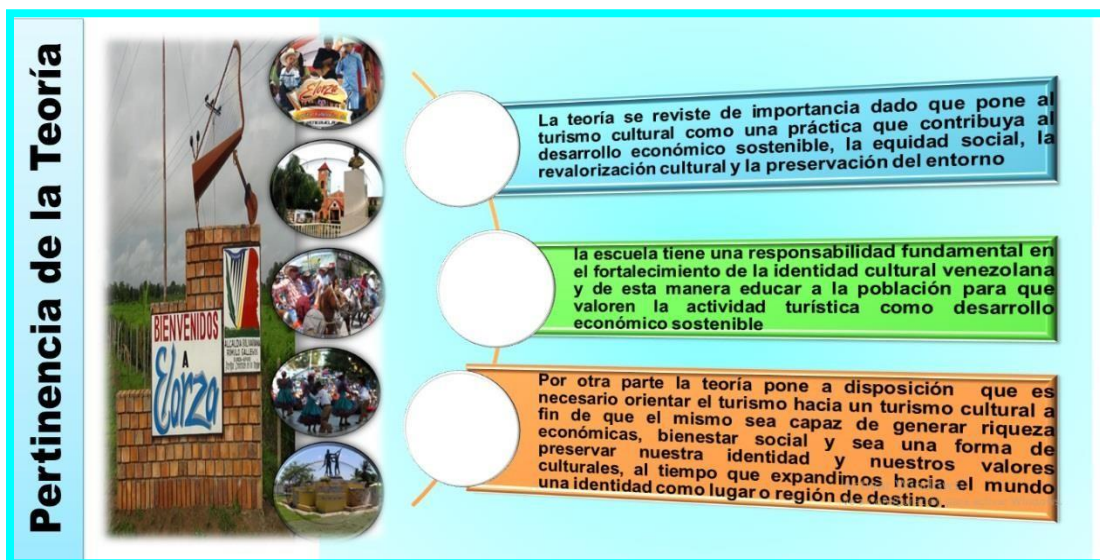 Pertinencia de la Teoría
Elorza
BIENVENIDOS
A
Elorza
ALCALDIA BOLIVARIANA
ROMULO GALLEGOS
La teoría se reviste de importancia dado que pone al
turismo cultural como una práctica que contribuya al
desarrollo económico sostenible, la equidad social, la
revalorización cultural y la preservación del entorno
la escuela tiene una responsabilidad fundamental en
el fortalecimiento de la identidad cultural venezolana
y de esta manera educar a la población para que
valoren la actividad turística como desarrollo
económico sostenible
Por otra parte la teoría pone a disposición que es
necesario orientar el turismo hacia un turismo cultural a
fin de que el mismo sea capaz de generar riqueza
económicas, bienestar social y sea una forma de
preservar nuestra identidad y nuestros valores
culturales, al tiempo que expandimos hacia el mundo
una identidad como lugar o región de destino.